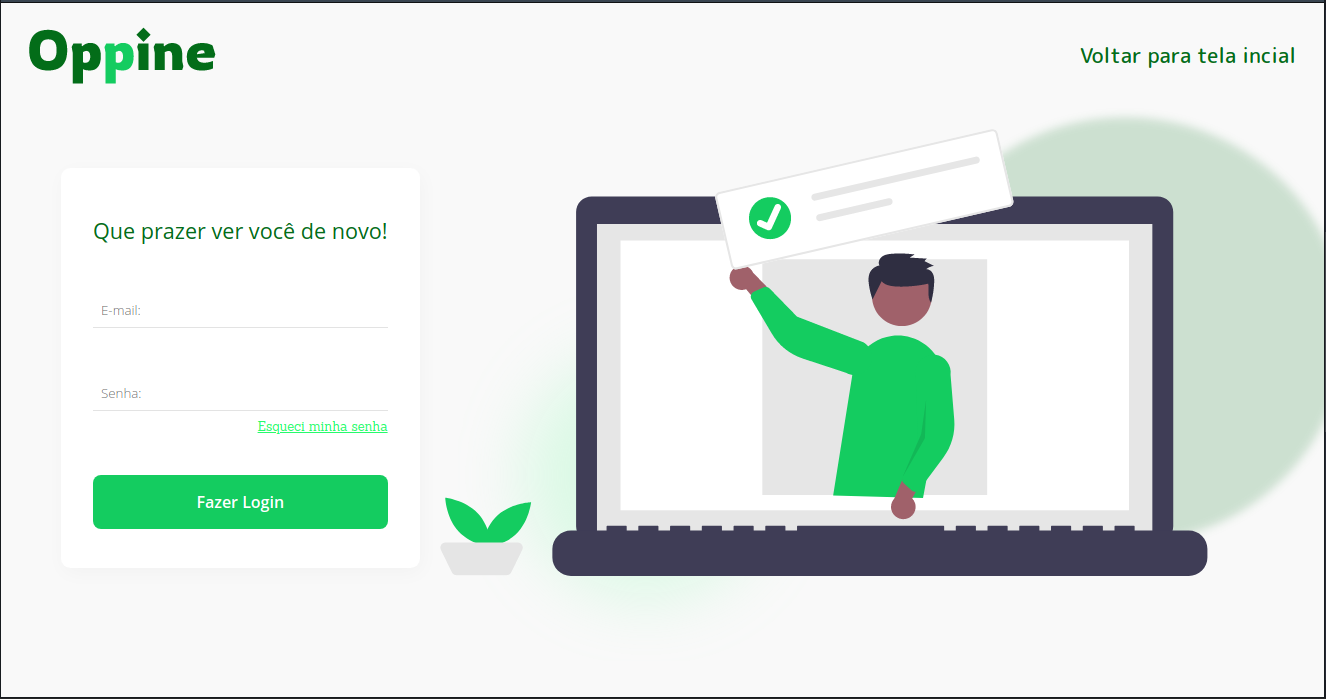 Oppine
Voltar para tela incial
Que prazer ver você de novo!
E-mail:
Senha:
Esqueci minha senha
Fazer Login